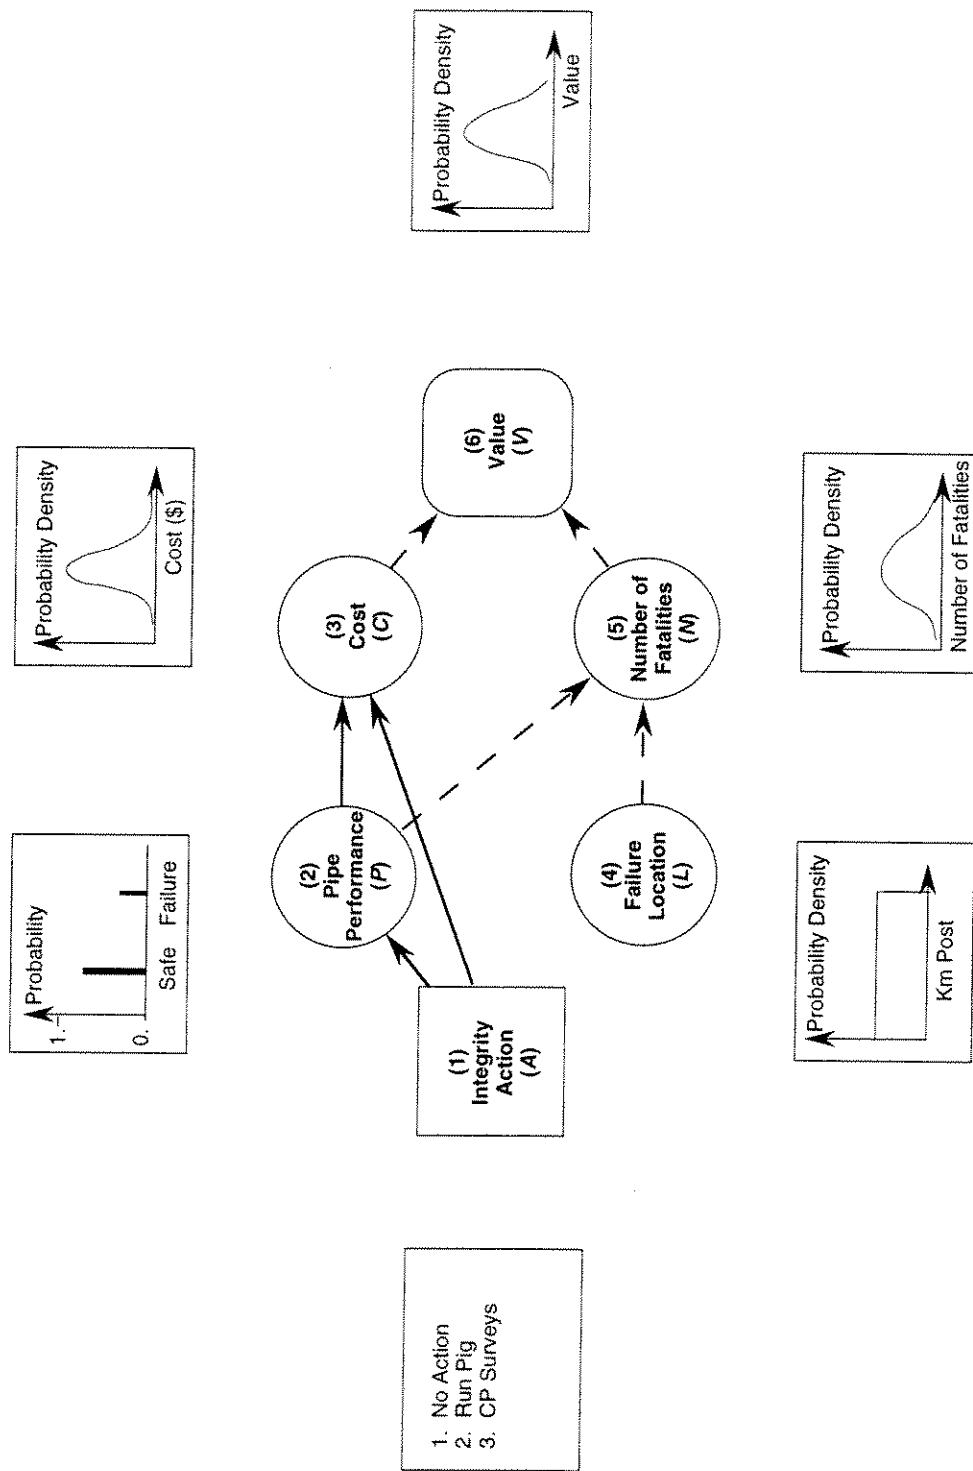 1. No Action
2. Run Pig
3. CP Surveys
Probability
1.
0.
Safe Failure
Probability Density
Cost ($)
(1)
Integrity
Action
(A)
(2)
Pipe
Performance
(P)
(3)
Cost
(C)
(4)
Failure
Location
(L)
(5)
Number of
Fatalities
(N)
(6)
Value
(V)
Probability Density
Value
Probability Density
Km Post
Probability Density
Number of Fatalities